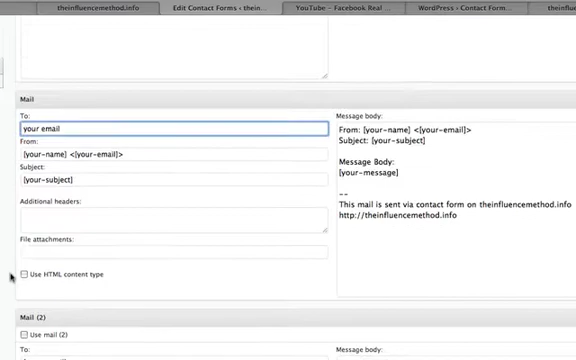 theinfluencemethod.info
Edit Contact Forms ‹ thein...
YouTube – Facebook Real ...
WordPress › Contact Form...
theinflue
Mail
To:
your email
From:
[your-name] <[your-email]>
Subject:
[your-subject]
Additional headers:
File attachments:
Use HTML content type
Message body:
From: [your-name] <[your-email]>
Subject: [your-subject]
Message Body:
[your-message]
--
This mail is sent via contact form on theinfluencemethod.info
http://theinfluencemethod.info
Mail (2)
Use mail (2)
To:
Message body: